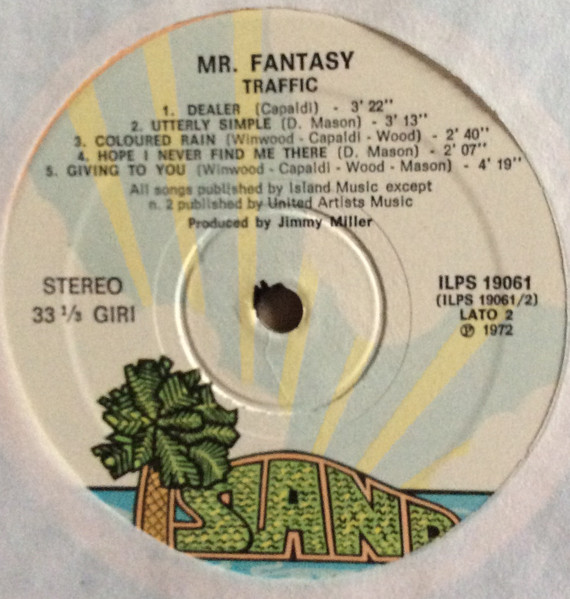 MR. FANTASY
TRAFFIC
1. DEALER (Capaldi) - 3' 22''
2. UTTERLY SIMPLE (D. Mason) - 3' 13''
3. COLOURED RAIN (Winwood - Capaldi - Wood) - 2' 40''
4. HOPE I NEVER FIND ME THERE (D. Mason) - 2' 07''
5. GIVING TO YOU (Winwood - Capaldi - Wood - Mason) - 4' 19''
All songs published by Island Music except
n. 2 published by United Artists Music
Produced by Jimmy Miller
STEREO
33 1/3 GIRI
ILPS 19061
(ILPS 19061/2)
LATO 2
℗ 1972
ISLAND